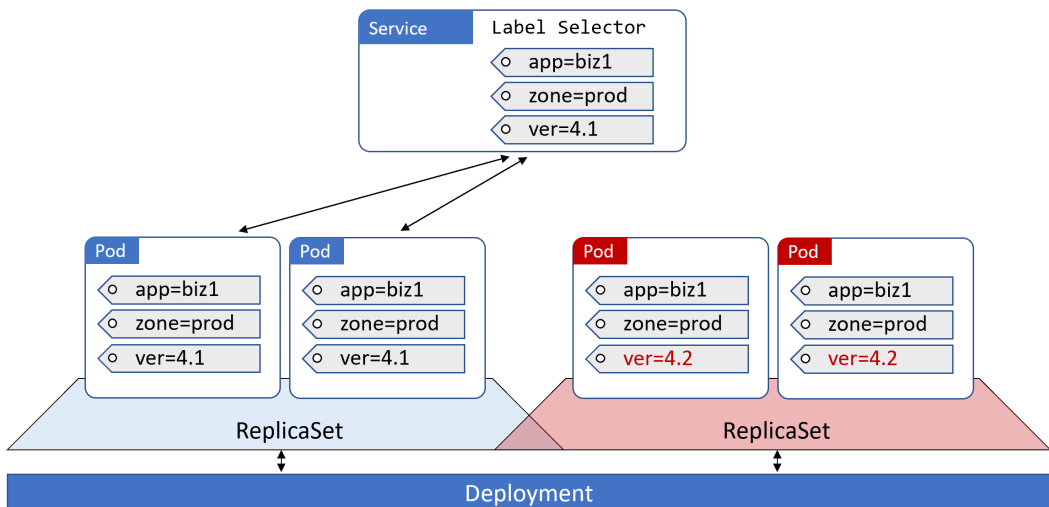 Service
Label Selector
app=biz1
zone=prod
ver=4.1
Pod
app=biz1
zone=prod
ver=4.1
Pod
app=biz1
zone=prod
ver=4.1
Pod
app=biz1
zone=prod
ver=4.2
Pod
app=biz1
zone=prod
ver=4.2
ReplicaSet
ReplicaSet
Deployment